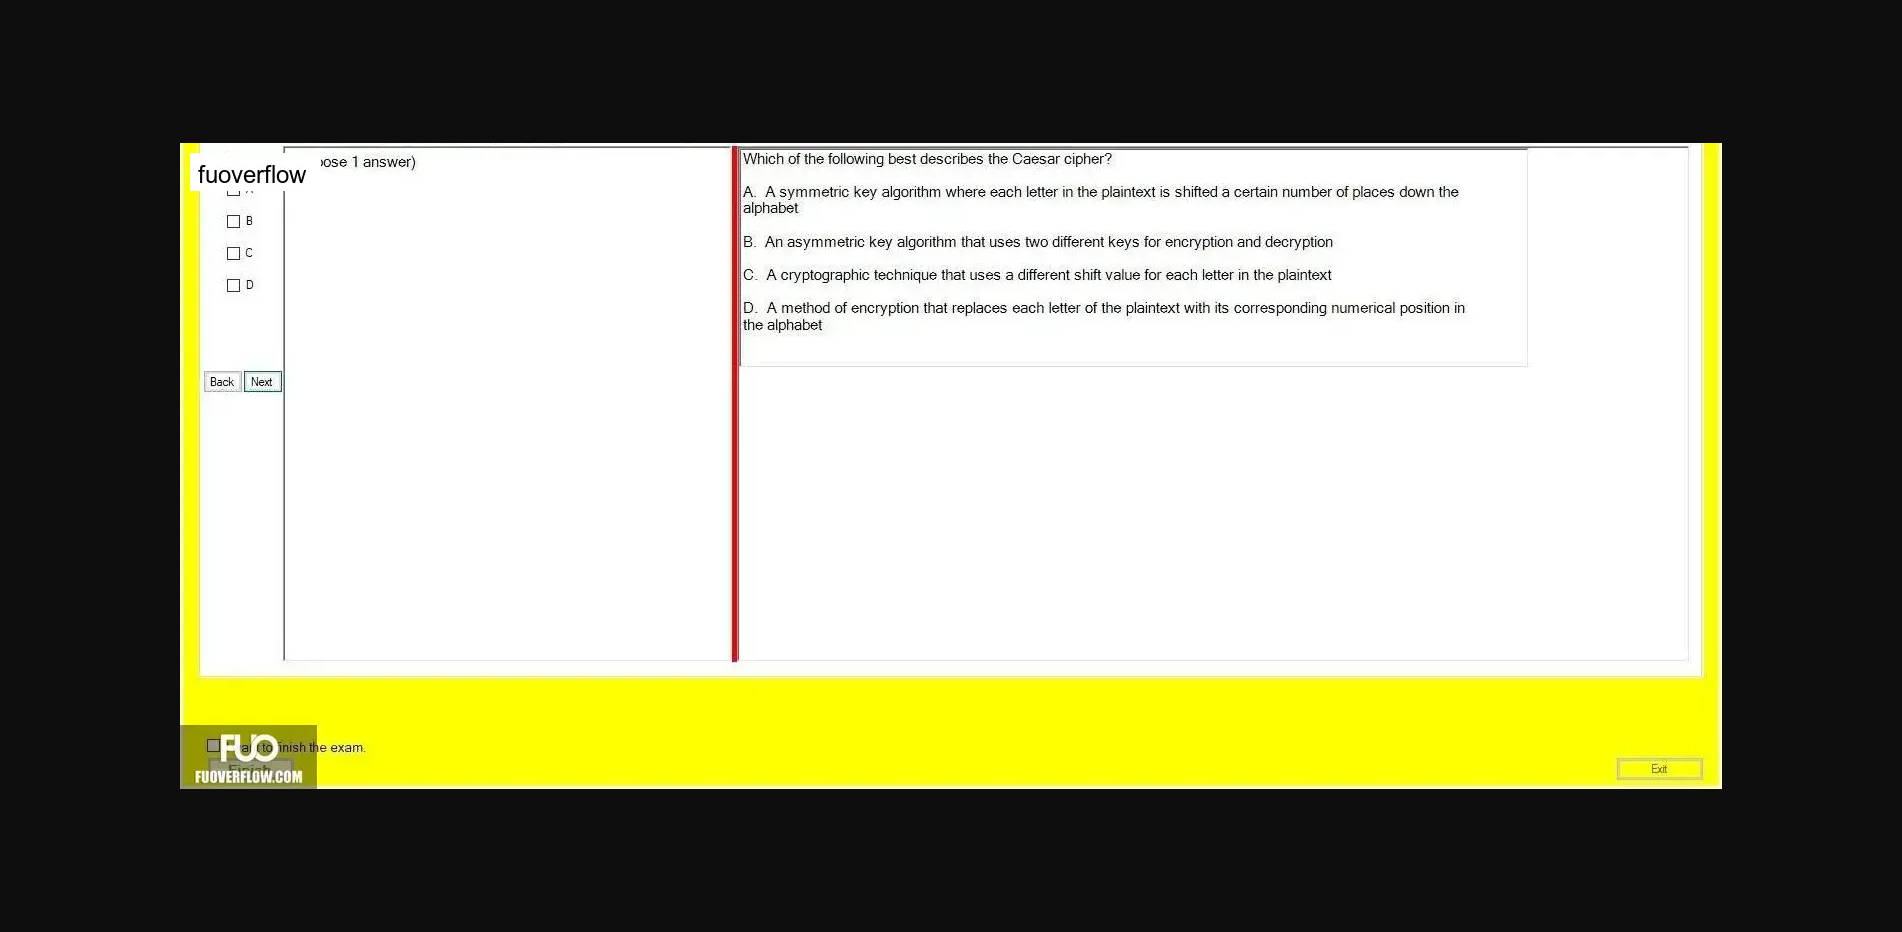 fuoverflow
ose 1 answer)
B
C
D
Back Next
Which of the following best describes the Caesar cipher?
A. A symmetric key algorithm where each letter in the plaintext is shifted a certain number of places down the
alphabet
B. An asymmetric key algorithm that uses two different keys for encryption and decryption
C. A cryptographic technique that uses a different shift value for each letter in the plaintext
D. A method of encryption that replaces each letter of the plaintext with its corresponding numerical position in
the alphabet
to finish the exam.
FUO
FUOVERFLOW.COM
Finish
Exit